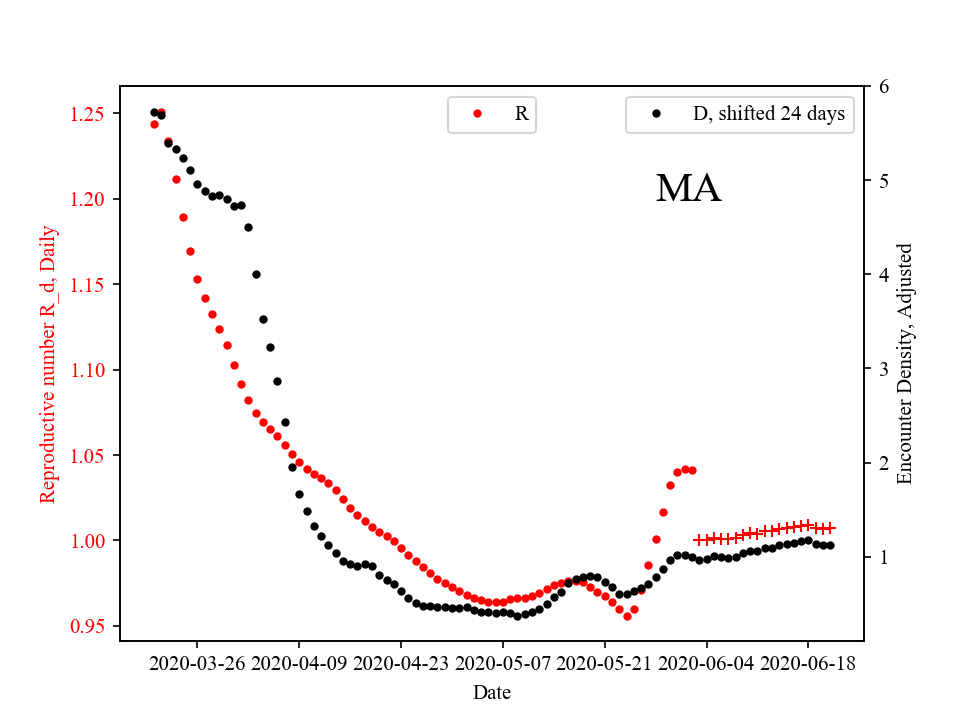 R
D, shifted 24 days
MA
Reproductive number R_d, Daily
1.25
1.20
1.15
1.10
1.05
1.00
0.95
6
5
4
3
2
1
Encounter Density, Adjusted
2020-03-26 2020-04-09 2020-04-23 2020-05-07 2020-05-21 2020-06-04 2020-06-18
Date